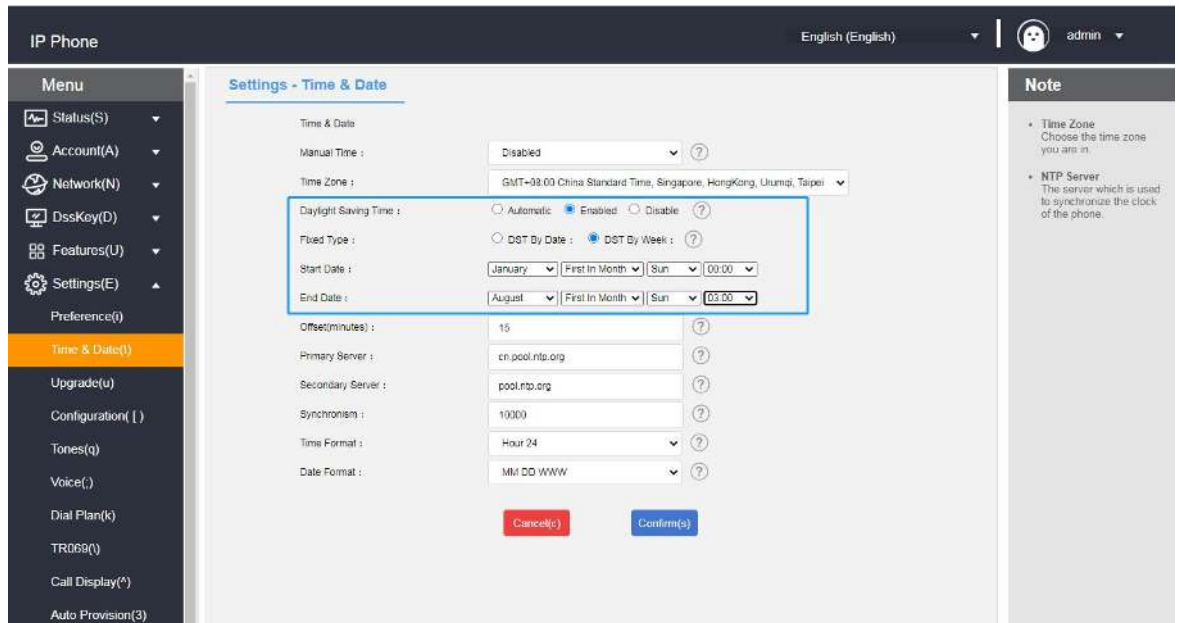 IP Phone
English (English)
admin
Menu
Status(S)
Account(A)
Network(N)
DssKey(D)
Features(U)
Settings(E)
Preference(i)
Time & Date(t)
Upgrade(u)
Configuration( [ )
Tones(q)
Voice(;)
Dial Plan(k)
TR069(\)
Call Display(^)
Auto Provision(3)
Settings - Time & Date
Time & Date
Manual Time : Disabled ?
Time Zone : GMT+08:00 China Standard Time, Singapore, HongKong, Urumqi, Taipei
Daylight Saving Time : Automatic Enabled Disable ?
Fixed Type : DST By Date : DST By Week : ?
Start Date : January First In Month Sun 00:00
End Date : August First In Month Sun 03:00
Offset(minutes) : 15 ?
Primary Server : cn.pool.ntp.org ?
Secondary Server : pool.ntp.org ?
Synchronism : 10000 ?
Time Format : Hour 24 ?
Date Format : MM DD WWW ?
Cancel(c) Confirm(s)
Note
• Time Zone
Choose the time zone
you are in.
• NTP Server
The server which is used
to synchronize the clock
of the phone.